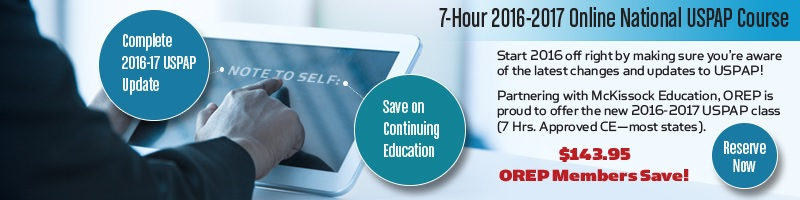 7-Hour 2016-2017 Online National USPAP Course
Complete
2016-17 USPAP
Update
NOTE TO SELF:
Save on
Continuing
Education
Start 2016 off right by making sure you're aware
of the latest changes and updates to USPAP!
Partnering with McKissock Education, OREP is
proud to offer the new 2016-2017 USPAP class
(7 Hrs. Approved CE—most states).
$143.95
OREP Members Save!
Reserve
Now